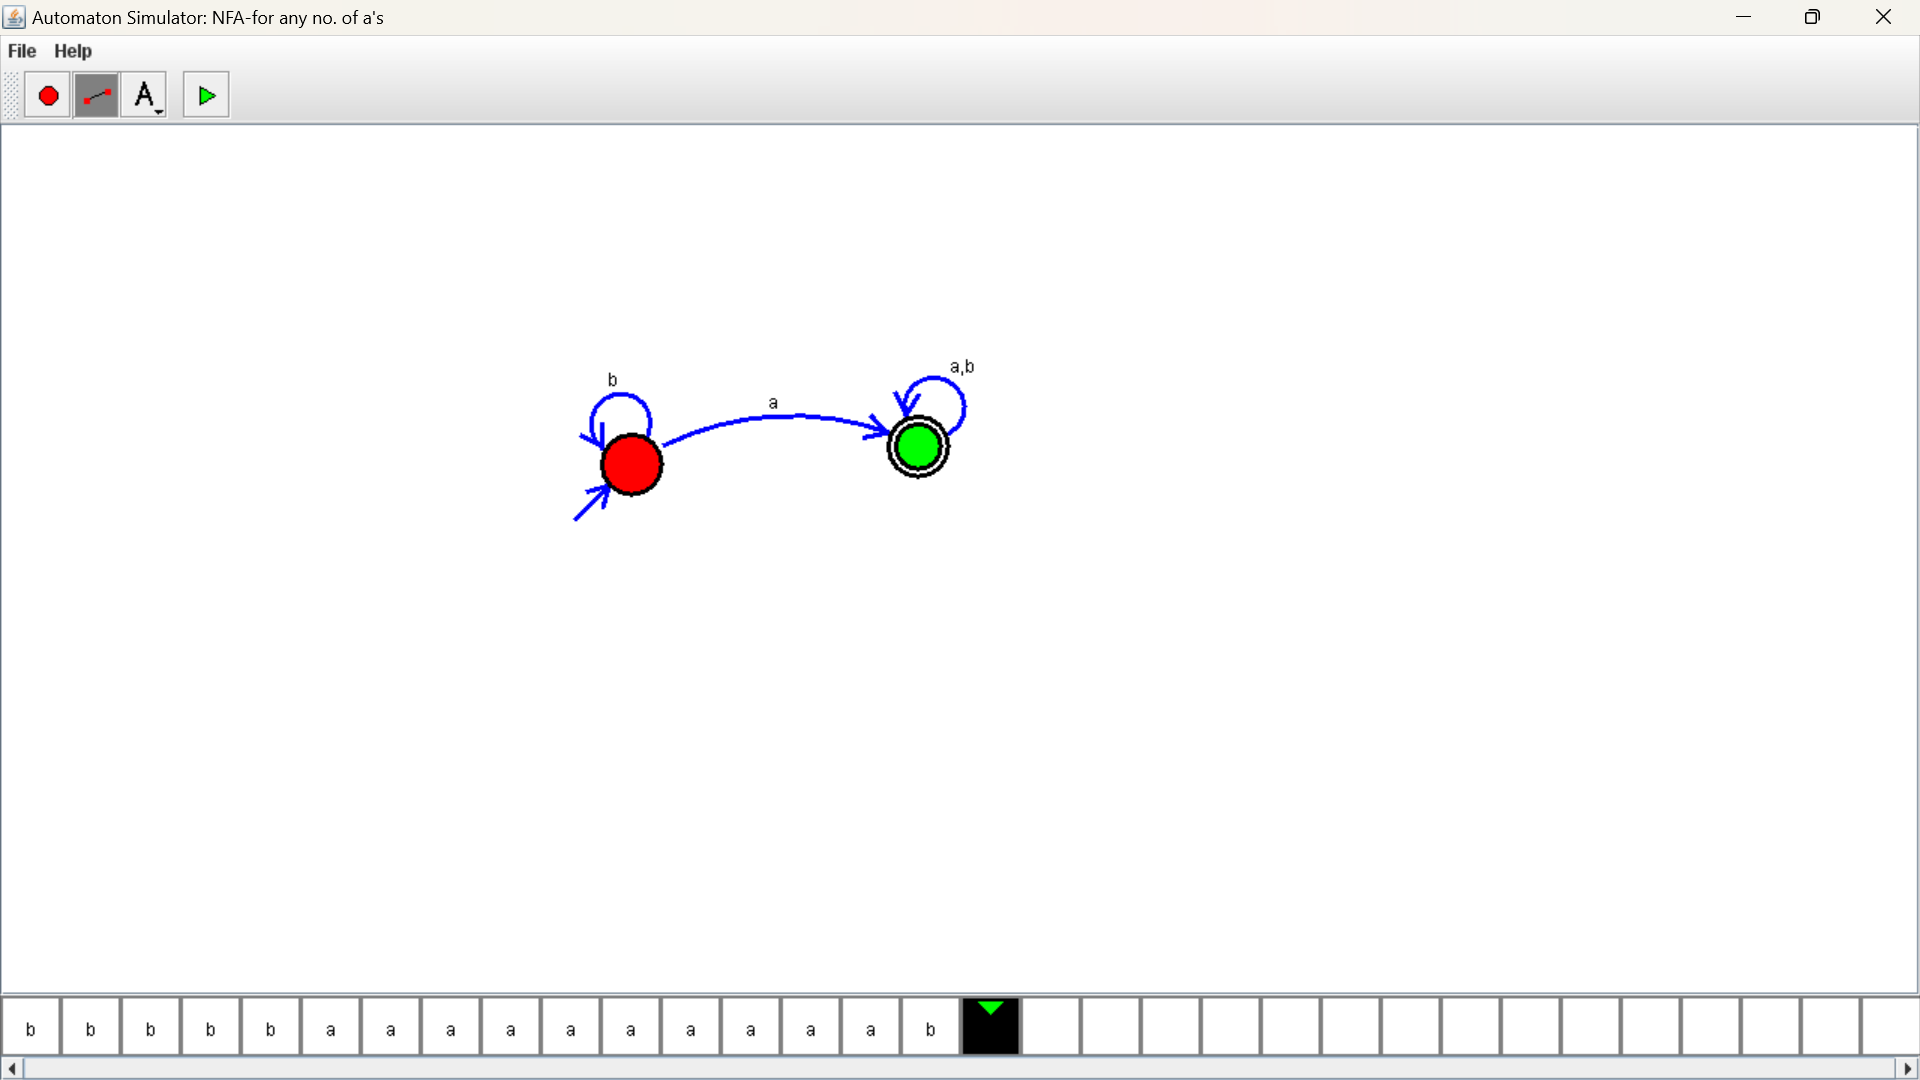 Automaton Simulator: NFA-for any no. of a's
File Help
A
a,b
b
a
b b b b b a a a a a a a a a a b